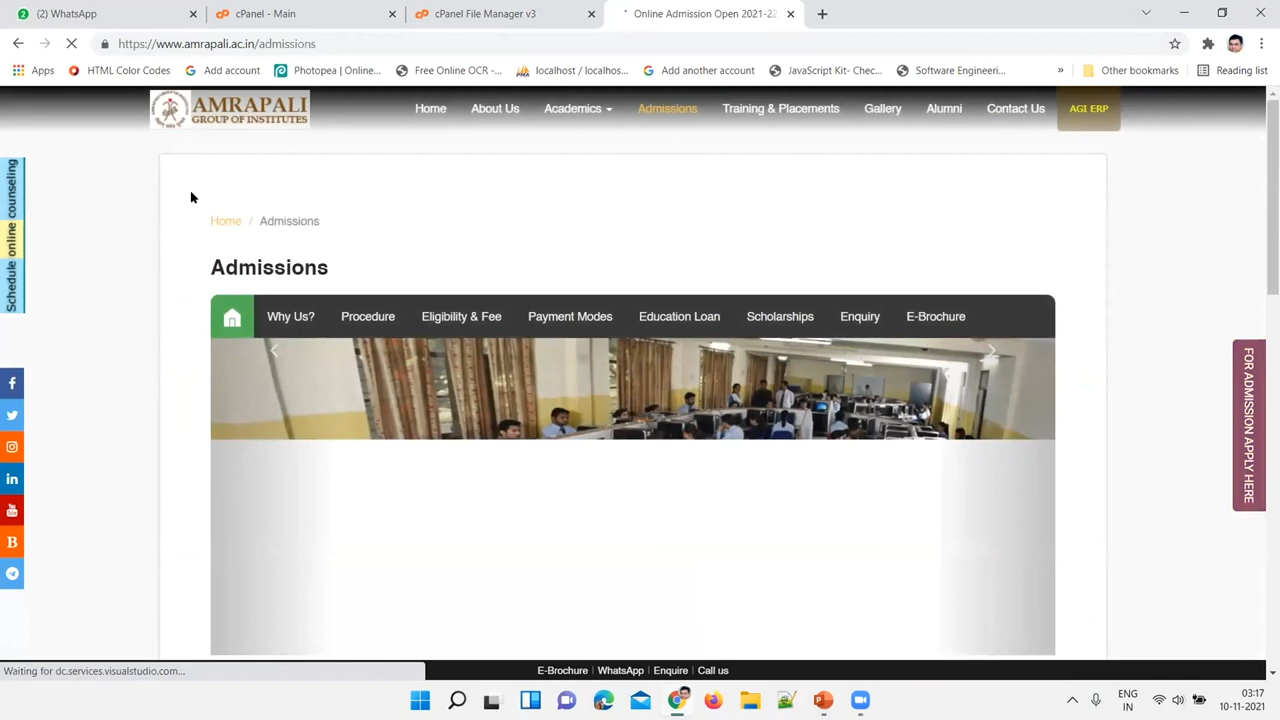 (2) WhatsApp
cPanel - Main
cPanel File Manager v3
Online Admission Open 2021-22
https://www.amrapali.ac.in/admissions
Apps
HTML Color Codes
Add account
Photopea | Online...
Free Online OCR -...
localhost / localhos...
Add another account
JavaScript Kit- Chec...
Software Engineeri...
»
Other bookmarks
Reading list
AMRAPALI
GROUP OF INSTITUTES
Home
About Us
Academics
Admissions
Training & Placements
Gallery
Alumni
Contact Us
AGI ERP
Schedule online counseling
Home / Admissions
Admissions
Why Us?
Procedure
Eligibility & Fee
Payment Modes
Education Loan
Scholarships
Enquiry
E-Brochure
FOR ADMISSION APPLY HERE
Waiting for dc.services.visualstudio.com...
E-Brochure | WhatsApp | Enquire | Call us
ENG
IN
03:17
10-11-2021